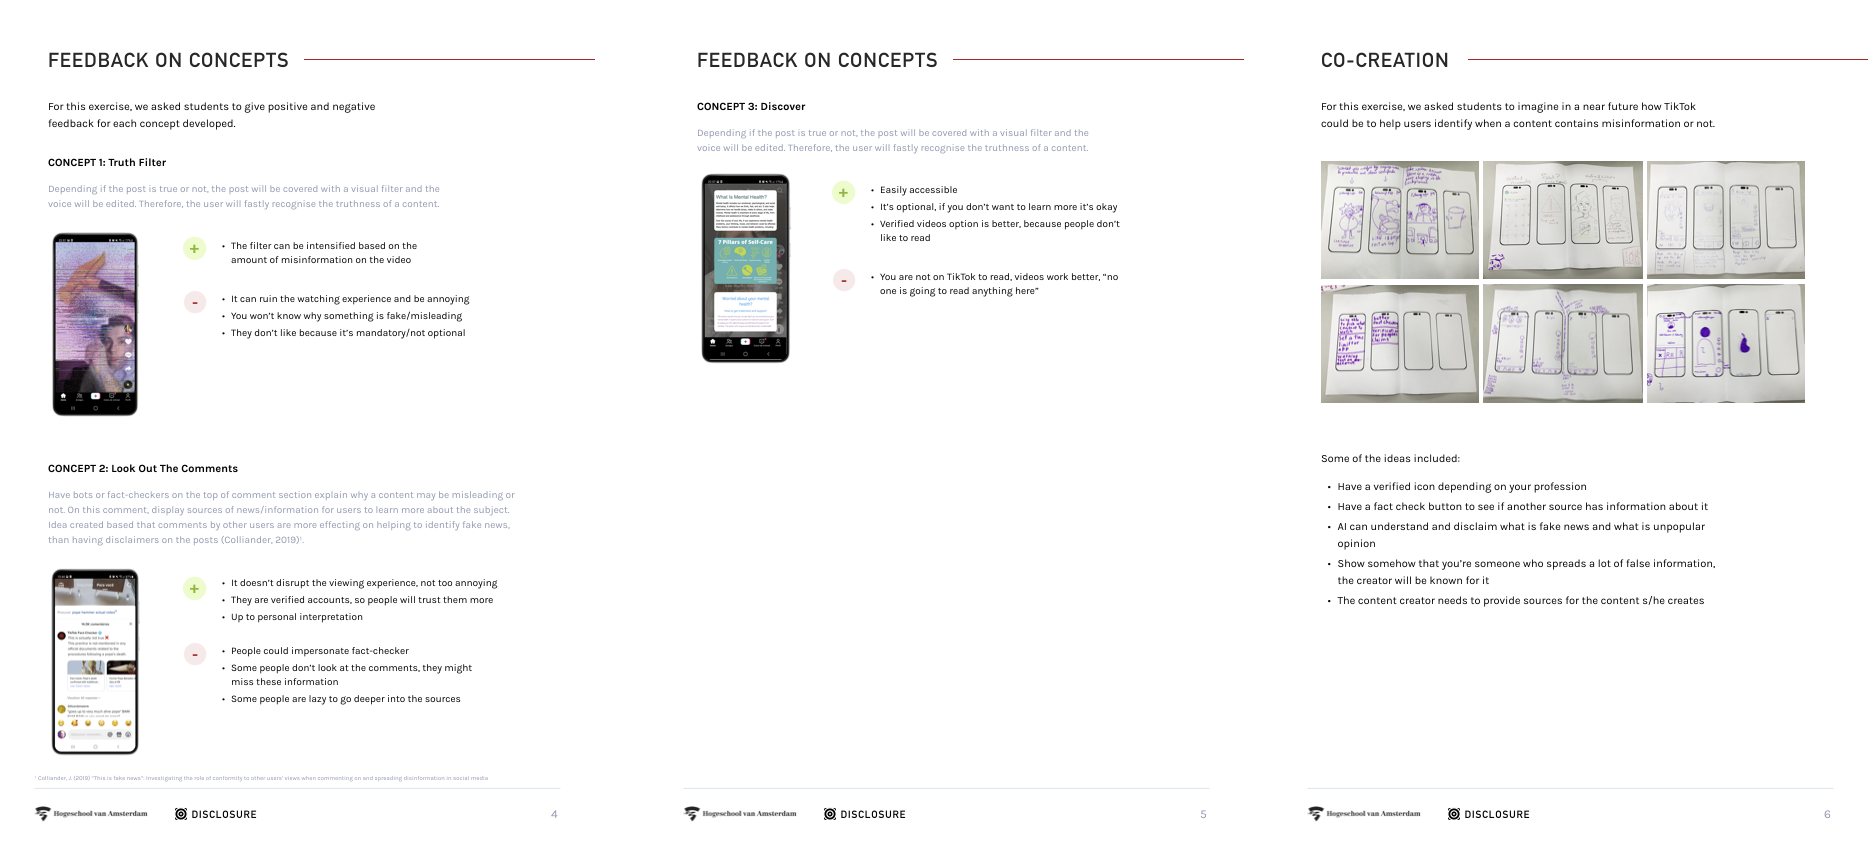 FEEDBACK ON CONCEPTS
For this exercise, we asked students to give positive and negative
feedback for each concept developed.
CONCEPT 1: Truth Filter
Depending if the post is true or not, the post will be covered with a visual filter and the
voice will be edited. Therefore, the user will fastly recognise the truthness of a content.
+
• The filter can be intensified based on the
amount of misinformation on the video
-
• It can ruin the watching experience and be annoying
• You won't know why something is fake/misleading
• They don't like because it's mandatory/not optional
CONCEPT 2: Look Out The Comments
Have bots or fact-checkers on the top of comment section explain why a content may be misleading or
not. On this comment, display sources of news/information for users to learn more about the subject.
Idea created based that comments by other users are more effecting on helping to identify fake news,
than having disclaimers on the posts (Colliander, 2019)¹.
TikTok Fact-Checker
This is actually not true
+
• It doesn't disrupt the viewing experience, not too annoying
• They are verified accounts, so people will trust them more
• Up to personal interpretation
-
• People could impersonate fact-checker
• Some people don't look at the comments, they might
miss these information
• Some people are lazy to go deeper into the sources
¹ Colliander, J. (2019) "This is fake news": Investigating the role of conformity to other users' views when commenting on and spreading disinformation in social media
Hogeschool van Amsterdam
DISCLOSURE
4
FEEDBACK ON CONCEPTS
CONCEPT 3: Discover
Depending if the post is true or not, the post will be covered with a visual filter and the
voice will be edited. Therefore, the user will fastly recognise the truthness of a content.
What is Mental Health?
7 Pillars of Self-Care
Worried about your mental
health?
+
• Easily accessible
• It's optional, if you don't want to learn more it's okay
• Verified videos option is better, because people don't
like to read
-
• You are not on TikTok to read, videos work better, "no
one is going to read anything here"
Hogeschool van Amsterdam
DISCLOSURE
5
CO-CREATION
For this exercise, we asked students to imagine in a near future how TikTok
could be to help users identify when a content contains misinformation or not.
Some of the ideas included:
• Have a verified icon depending on your profession
• Have a fact check button to see if another source has information about it
• AI can understand and disclaim what is fake news and what is unpopular
opinion
• Show somehow that you're someone who spreads a lot of false information,
the creator will be known for it
• The content creator needs to provide sources for the content s/he creates
Hogeschool van Amsterdam
DISCLOSURE
6